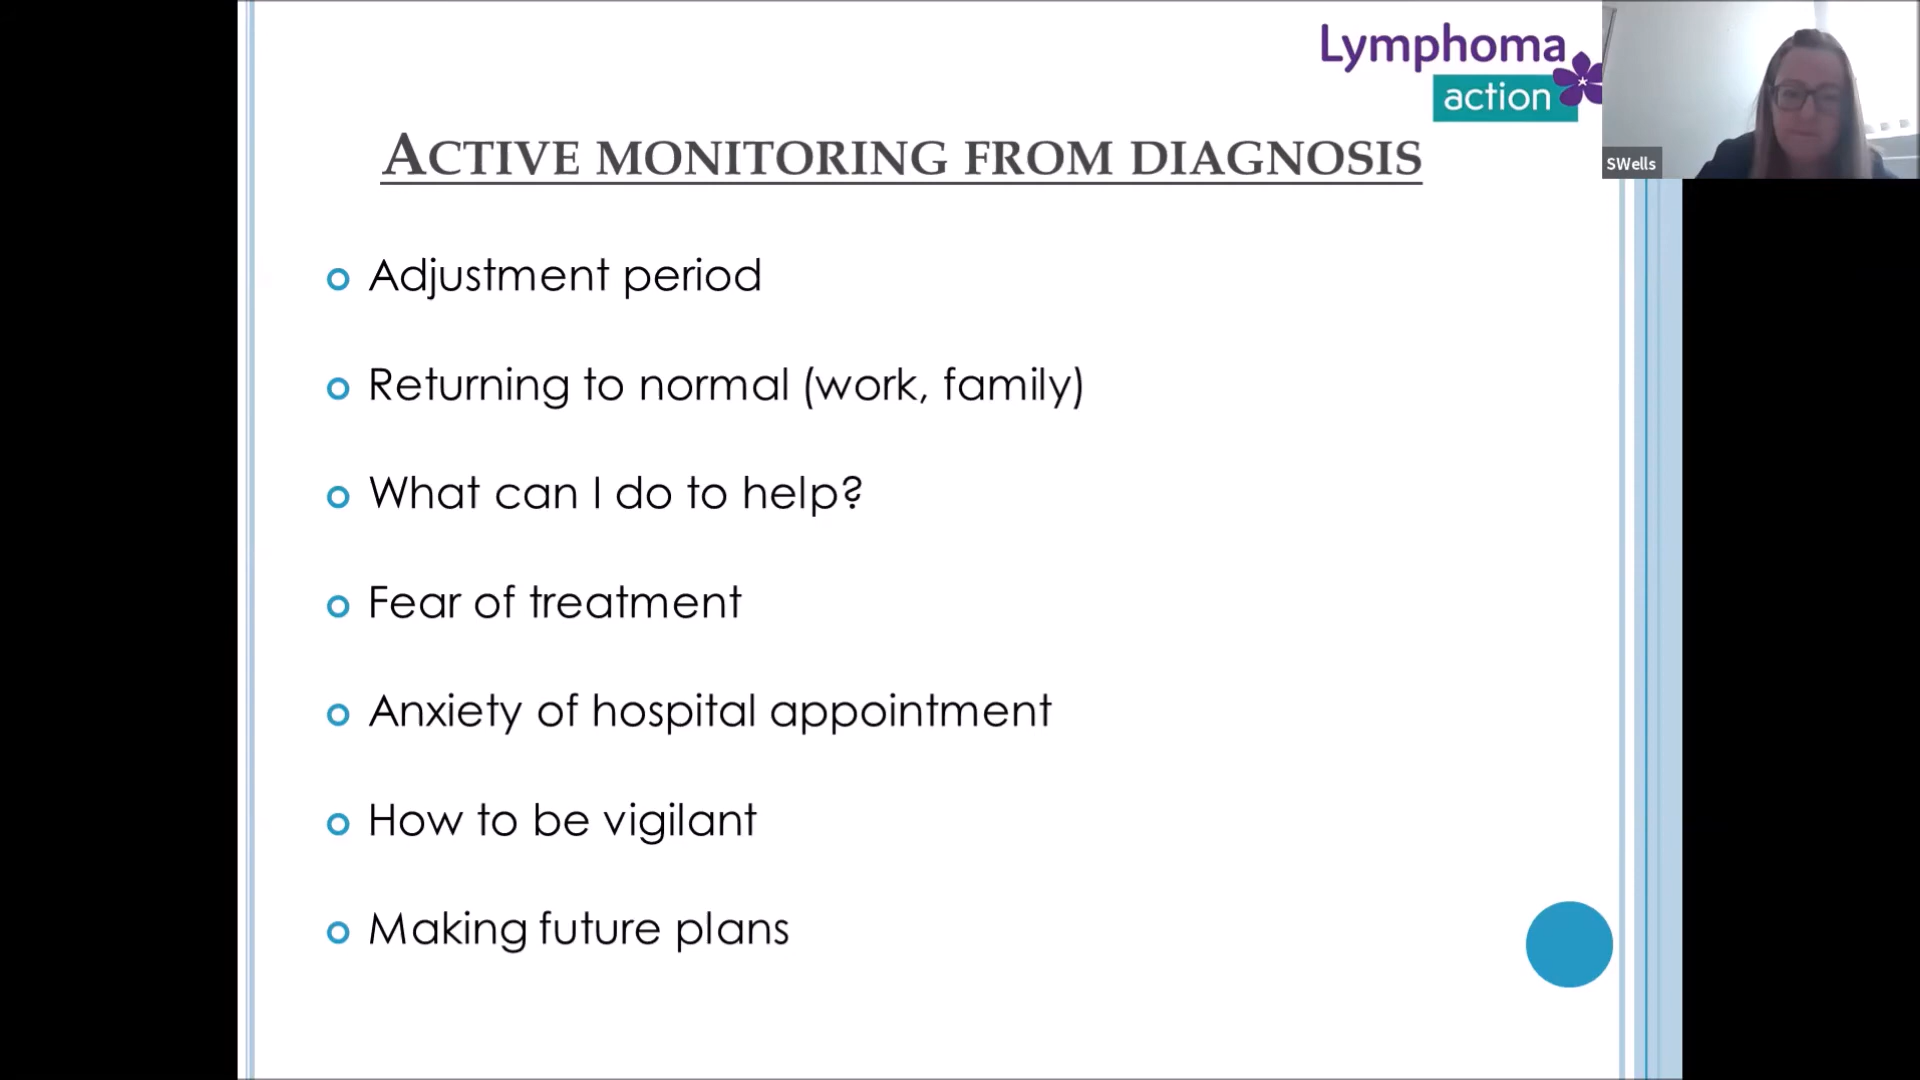 Lymphoma
action
SWells
ACTIVE MONITORING FROM DIAGNOSIS
Adjustment period
Returning to normal (work, family)
What can I do to help?
Fear of treatment
Anxiety of hospital appointment
How to be vigilant
Making future plans